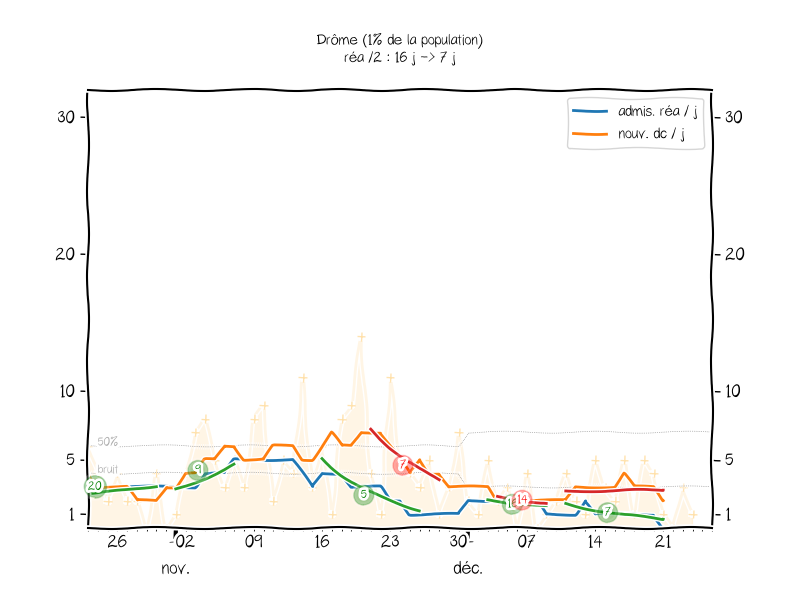 Drôme (1% de la population)
réa /2 : 16 j -> 7 j
admis. réa / j
nouv. dc / j
30 30
20 20
10 10
50%
5 5
bruit
1 1
20 9 5 7 14 7
26 02 09 16 23 30 07 14 21
nov. déc.